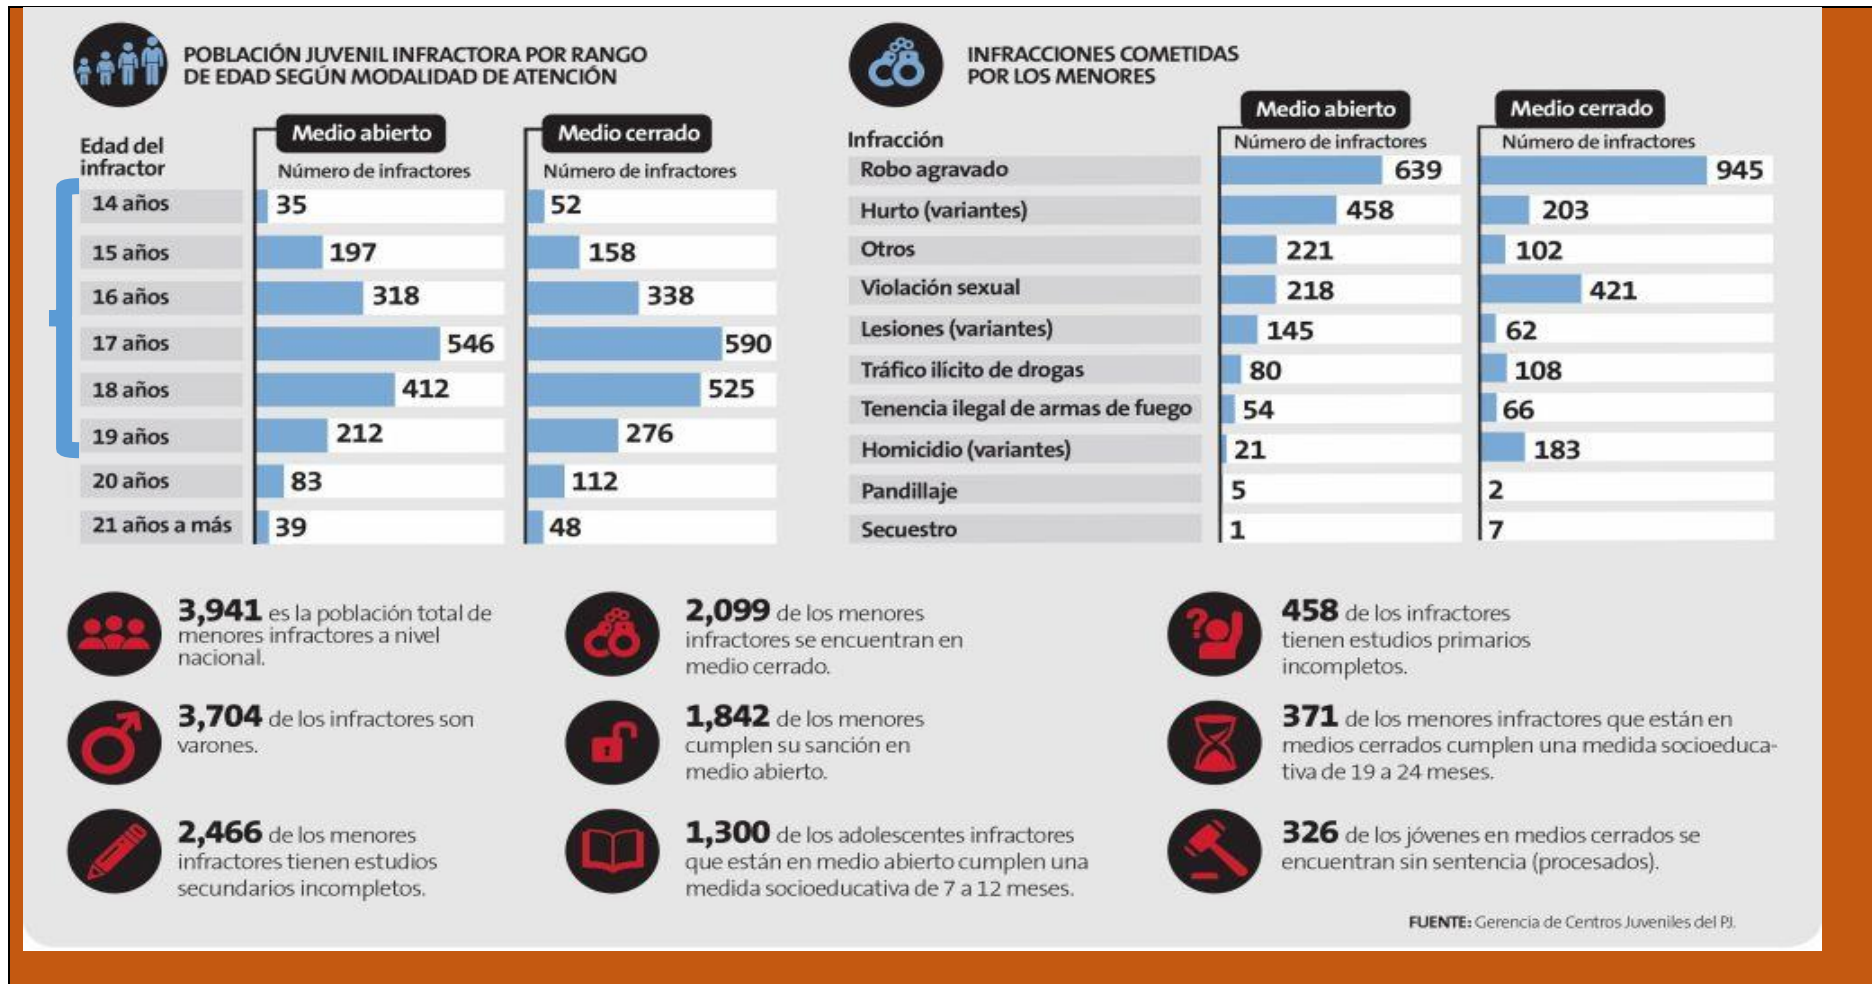 POBLACIÓN JUVENIL INFRACTORA POR RANGO
DE EDAD SEGÚN MODALIDAD DE ATENCIÓN
Edad del
infractor
Medio abierto
Medio cerrado
Número de infractores
Número de infractores
14 años 35 52
15 años 197 158
16 años 318 338
17 años 546 590
18 años 412 525
19 años 212 276
20 años 83 112
21 años a más 39 48
INFRACCIONES COMETIDAS
POR LOS MENORES
Infracción
Medio abierto
Medio cerrado
Número de infractores
Número de infractores
Robo agravado 639 945
Hurto (variantes) 458 203
Otros 221 102
Violación sexual 218 421
Lesiones (variantes) 145 62
Tráfico ilícito de drogas 80 108
Tenencia ilegal de armas de fuego 54 66
Homicidio (variantes) 21 183
Pandillaje 5 2
Secuestro 1 7
3,941 es la población total de
menores infractores a nivel
nacional.
3,704 de los infractores son
varones.
2,466 de los menores
infractores tienen estudios
secundarios incompletos.
2,099 de los menores
infractores se encuentran en
medio cerrado.
1,842 de los menores
cumplen su sanción en
medio abierto.
1,300 de los adolescentes infractores
que están en medio abierto cumplen una
medida socioeducativa de 7 a 12 meses.
458 de los infractores
tienen estudios primarios
incompletos.
371 de los menores infractores que están en
medios cerrados cumplen una medida socioeduca-
tiva de 19 a 24 meses.
326 de los jóvenes en medios cerrados se
encuentran sin sentencia (procesados).
FUENTE: Gerencia de Centros Juveniles del PJ.